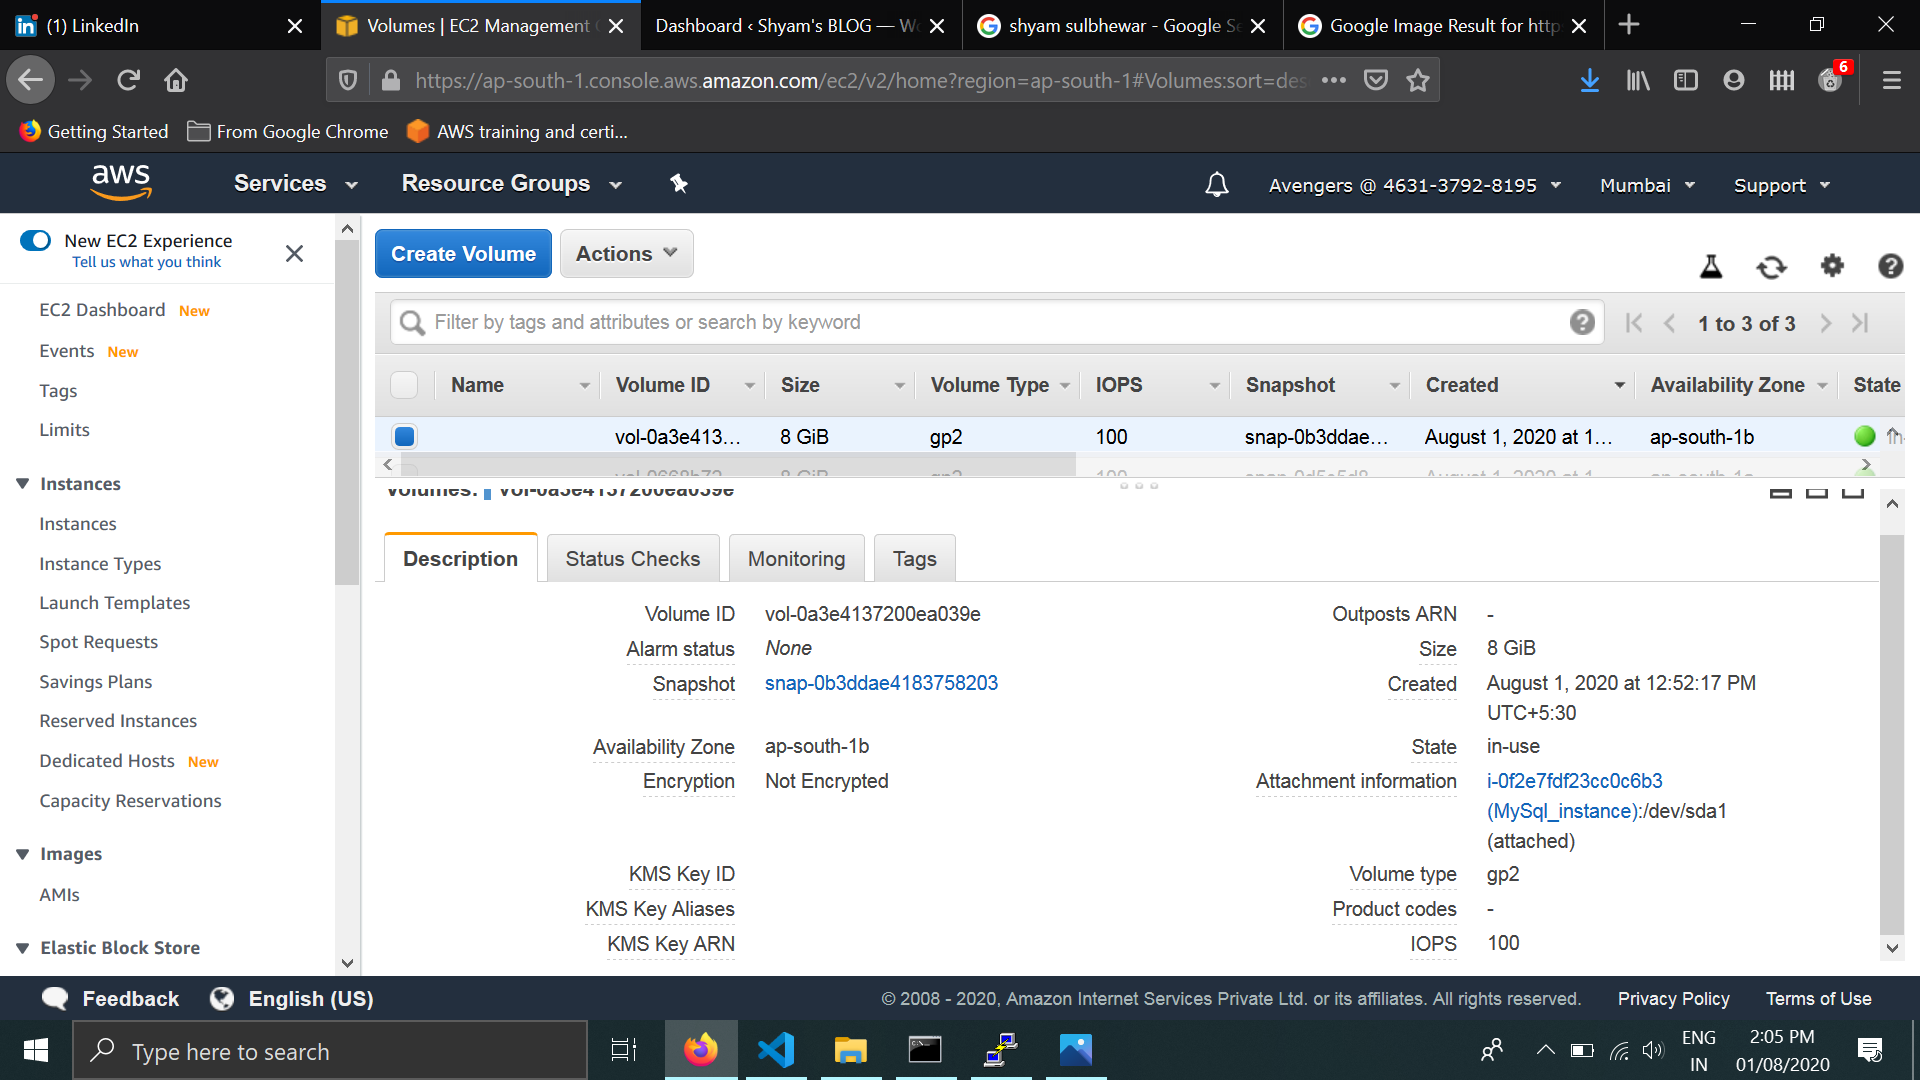 (1) LinkedIn
Volumes | EC2 Management
Dashboard ‹ Shyam's BLOG — Wo
shyam sulbhewar - Google Se
Google Image Result for http
https://ap-south-1.console.aws.amazon.com/ec2/v2/home?region=ap-south-1#Volumes:sort=des
6
Getting Started
From Google Chrome
AWS training and certi...
aws
Services
Resource Groups
Avengers @ 4631-3792-8195
Mumbai
Support
New EC2 Experience
Tell us what you think
EC2 Dashboard New
Events New
Tags
Limits
Instances
Instances
Instance Types
Launch Templates
Spot Requests
Savings Plans
Reserved Instances
Dedicated Hosts New
Capacity Reservations
Images
AMIs
Elastic Block Store
Create Volume
Actions
Filter by tags and attributes or search by keyword
1 to 3 of 3
Name Volume ID Size Volume Type IOPS Snapshot Created Availability Zone State
vol-0a3e413... 8 GiB gp2 100 snap-0b3ddae... August 1, 2020 at 1... ap-south-1b
Volumes: vol-0a3e4137200ea039e
Description Status Checks Monitoring Tags
Volume ID vol-0a3e4137200ea039e
Alarm status None
Snapshot snap-0b3ddae4183758203
Availability Zone ap-south-1b
Encryption Not Encrypted
KMS Key ID
KMS Key Aliases
KMS Key ARN
Outposts ARN -
Size 8 GiB
Created August 1, 2020 at 12:52:17 PM
UTC+5:30
State in-use
Attachment information i-0f2e7fdf23cc0c6b3
(MySql_instance):/dev/sda1
(attached)
Volume type gp2
Product codes -
IOPS 100
Feedback
English (US)
© 2008 - 2020, Amazon Internet Services Private Ltd. or its affiliates. All rights reserved.
Privacy Policy
Terms of Use
Type here to search
ENG
IN
2:05 PM
01/08/2020